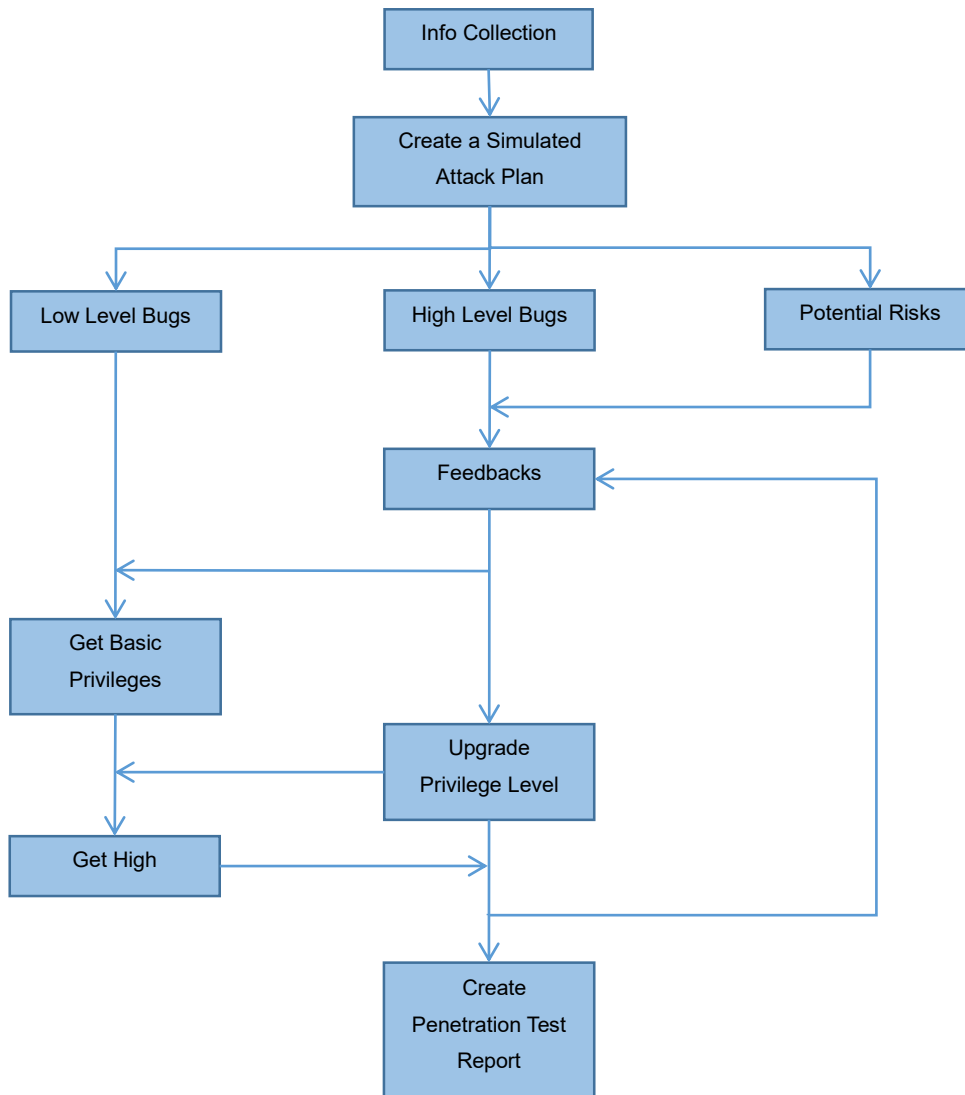 Info Collection
Create a Simulated
Attack Plan
Low Level Bugs
High Level Bugs
Potential Risks
Feedbacks
Get Basic
Privileges
Upgrade
Privilege Level
Get High
Create
Penetration Test
Report